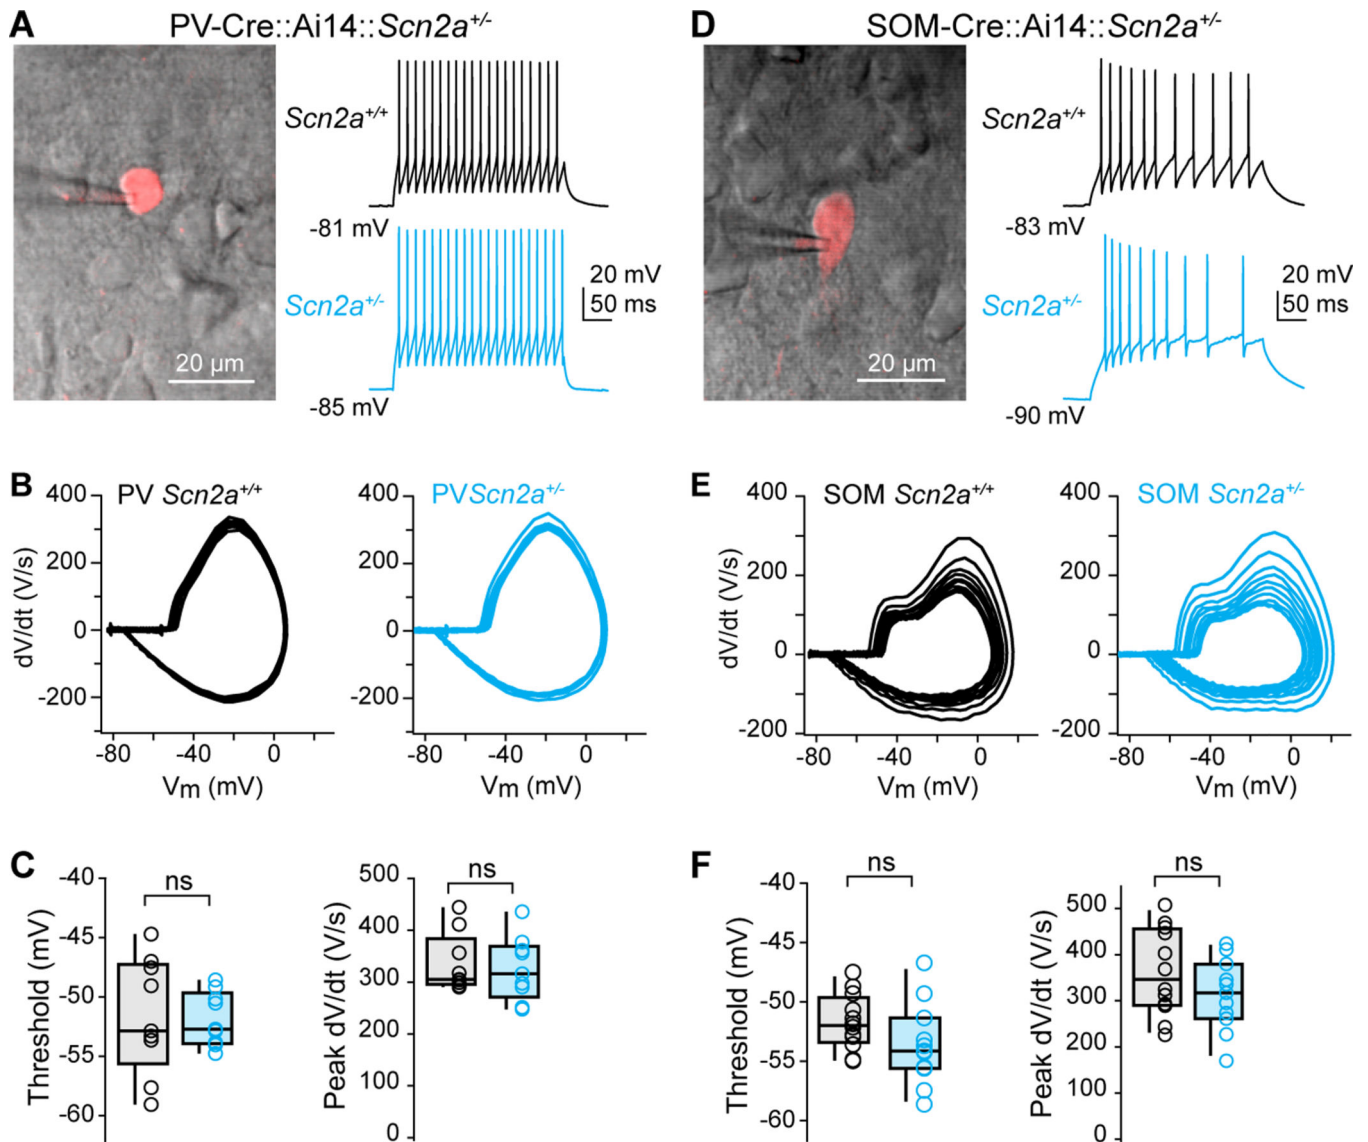 A PV-Cre::Ai14::Scn2a+/-
Scn2a+/+
-81 mV
Scn2a+/-
20 mV
50 ms
20 µm
-85 mV
D SOM-Cre::Ai14::Scn2a+/-
Scn2a+/+
-83 mV
Scn2a+/-
20 mV
50 ms
20 µm
-90 mV
B PV Scn2a+/+
PVScn2a+/-
dV/dt (V/s)
400
200
0
-200
-80 -40 0
Vm (mV)
400
200
0
-200
-80 -40 0
Vm (mV)
E SOM Scn2a+/+
SOM Scn2a+/-
dV/dt (V/s)
400
200
0
-200
-80 -40 0
Vm (mV)
400
200
0
-200
-80 -40 0
Vm (mV)
C
ns
Threshold (mV)
-40
-45
-50
-55
-60
ns
Peak dV/dt (V/s)
500
400
300
200
100
0
F
ns
Threshold (mV)
-40
-50
-55
-60
ns
Peak dV/dt (V/s)
500
400
300
200
100
0